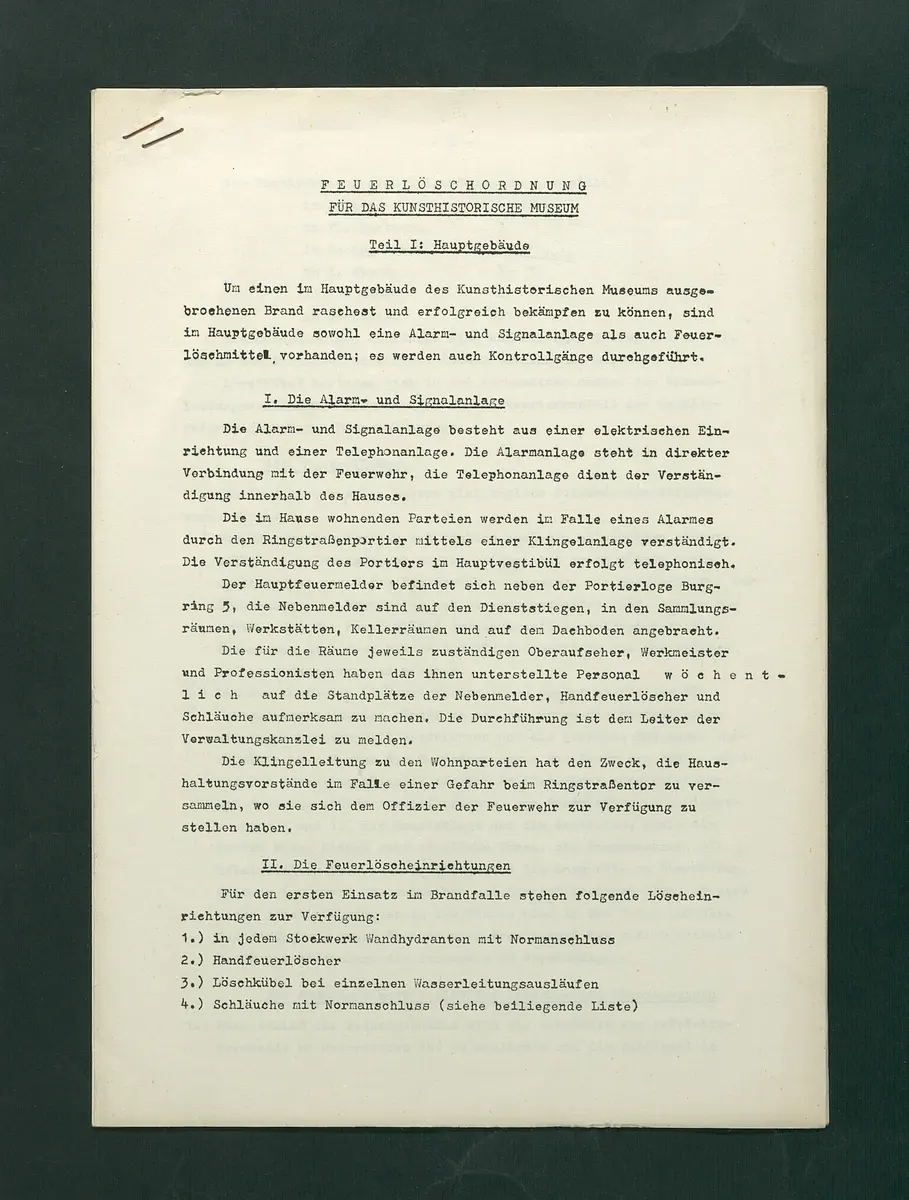 F E U E R L Ö S C H O R D N U N G
FÜR DAS KUNSTHISTORISCHE MUSEUM
Teil I: Hauptgebäude
Um einen im Hauptgebäude des Kunsthistorischen Museums ausge-
brochenen Brand raschest und erfolgreich bekämpfen zu können, sind
im Hauptgebäude sowohl eine Alarm- und Signalanlage als auch Feuer-
löschmittel, vorhanden; es werden auch Kontrollgänge durchgeführt.
I. Die Alarm- und Signalanlage
Die Alarm- und Signalanlage besteht aus einer elektrischen Ein-
richtung und einer Telephonanlage. Die Alarmanlage steht in direkter
Verbindung mit der Feuerwehr, die Telephonanlage dient der Verstän-
digung innerhalb des Hauses.
Die im Hause wohnenden Parteien werden im Falle eines Alarmes
durch den Ringstraßenportier mittels einer Klingelanlage verständigt.
Die Verständigung des Portiers im Hauptvestibül erfolgt telephonisch.
Der Hauptfeuermelder befindet sich neben der Portierloge Burg-
ring 5, die Nebenmelder sind auf den Dienststiegen, in den Sammlungs-
räumen, Werkstätten, Kellerräumen und auf dem Dachboden angebracht.
Die für die Räume jeweils zuständigen Oberaufseher, Werkmeister
und Professionisten haben das ihnen unterstellte Personal w ö c h e n t -
l i c h auf die Standplätze der Nebenmelder, Handfeuerlöscher und
Schläuche aufmerksam zu machen. Die Durchführung ist dem Leiter der
Verwaltungskanzlei zu melden.
Die Klingelleitung zu den Wohnparteien hat den Zweck, die Haus-
haltungsvorstände im Falle einer Gefahr beim Ringstraßentor zu ver-
sammeln, wo sie sich dem Offizier der Feuerwehr zur Verfügung zu
stellen haben.
II. Die Feuerlöscheinrichtungen
Für den ersten Einsatz im Brandfalle stehen folgende Löschein-
richtungen zur Verfügung:
1.) in jedem Stockwerk Wandhydranten mit Normanschluss
2.) Handfeuerlöscher
3.) Löschkübel bei einzelnen Wasserleitungsausläufen
4.) Schläuche mit Normanschluss (siehe beiliegende Liste)